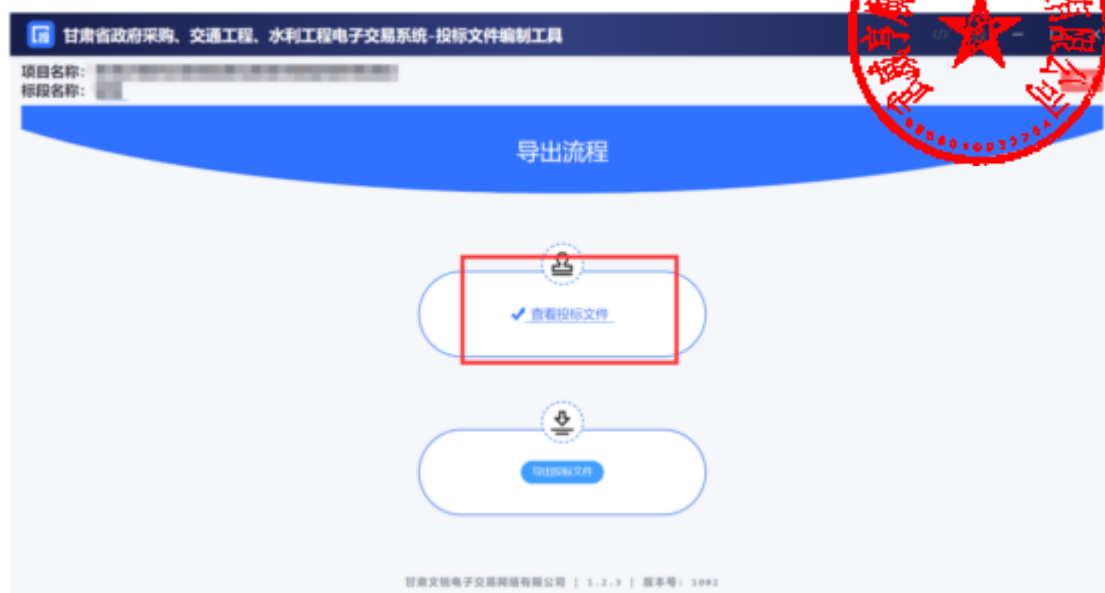 甘肃省政府采购、交通工程、水利工程电子交易系统-投标文件编制工具
项目名称：
标段名称：
导出流程
查看投标文件
导出投标文件
甘肃文锐电子交易网络有限公司 | 1.2.3 | 版本号: 1002